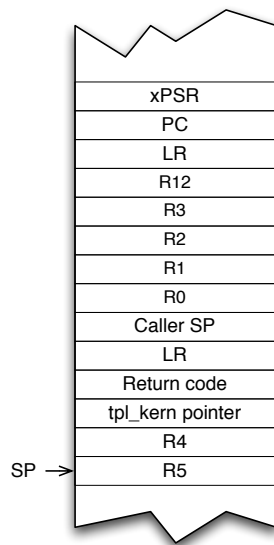 xPSR
PC
LR
R12
R3
R2
R1
R0
Caller SP
LR
Return code
tpl_kern pointer
R4
SP R5